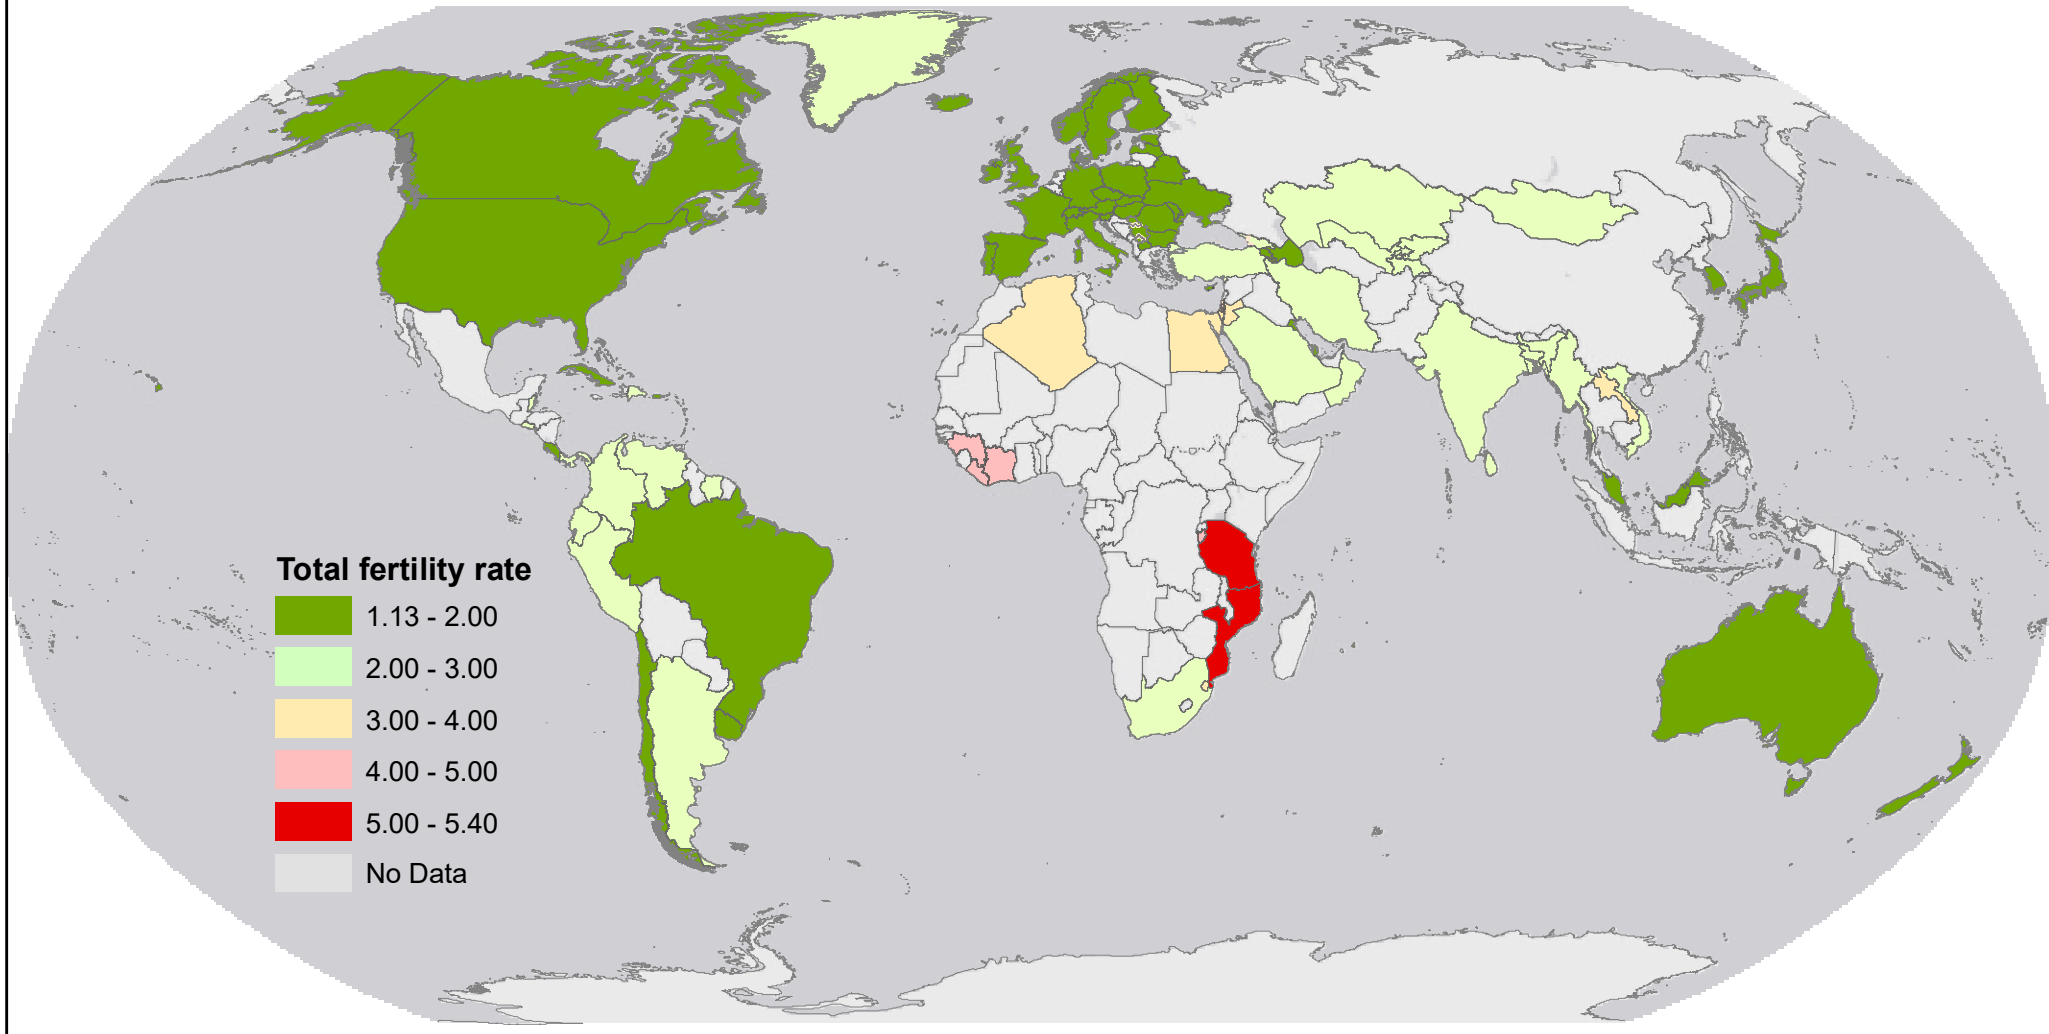 Total fertility rate
1.13 - 2.00
2.00 - 3.00
3.00 - 4.00
4.00 - 5.00
5.00 - 5.40
No Data